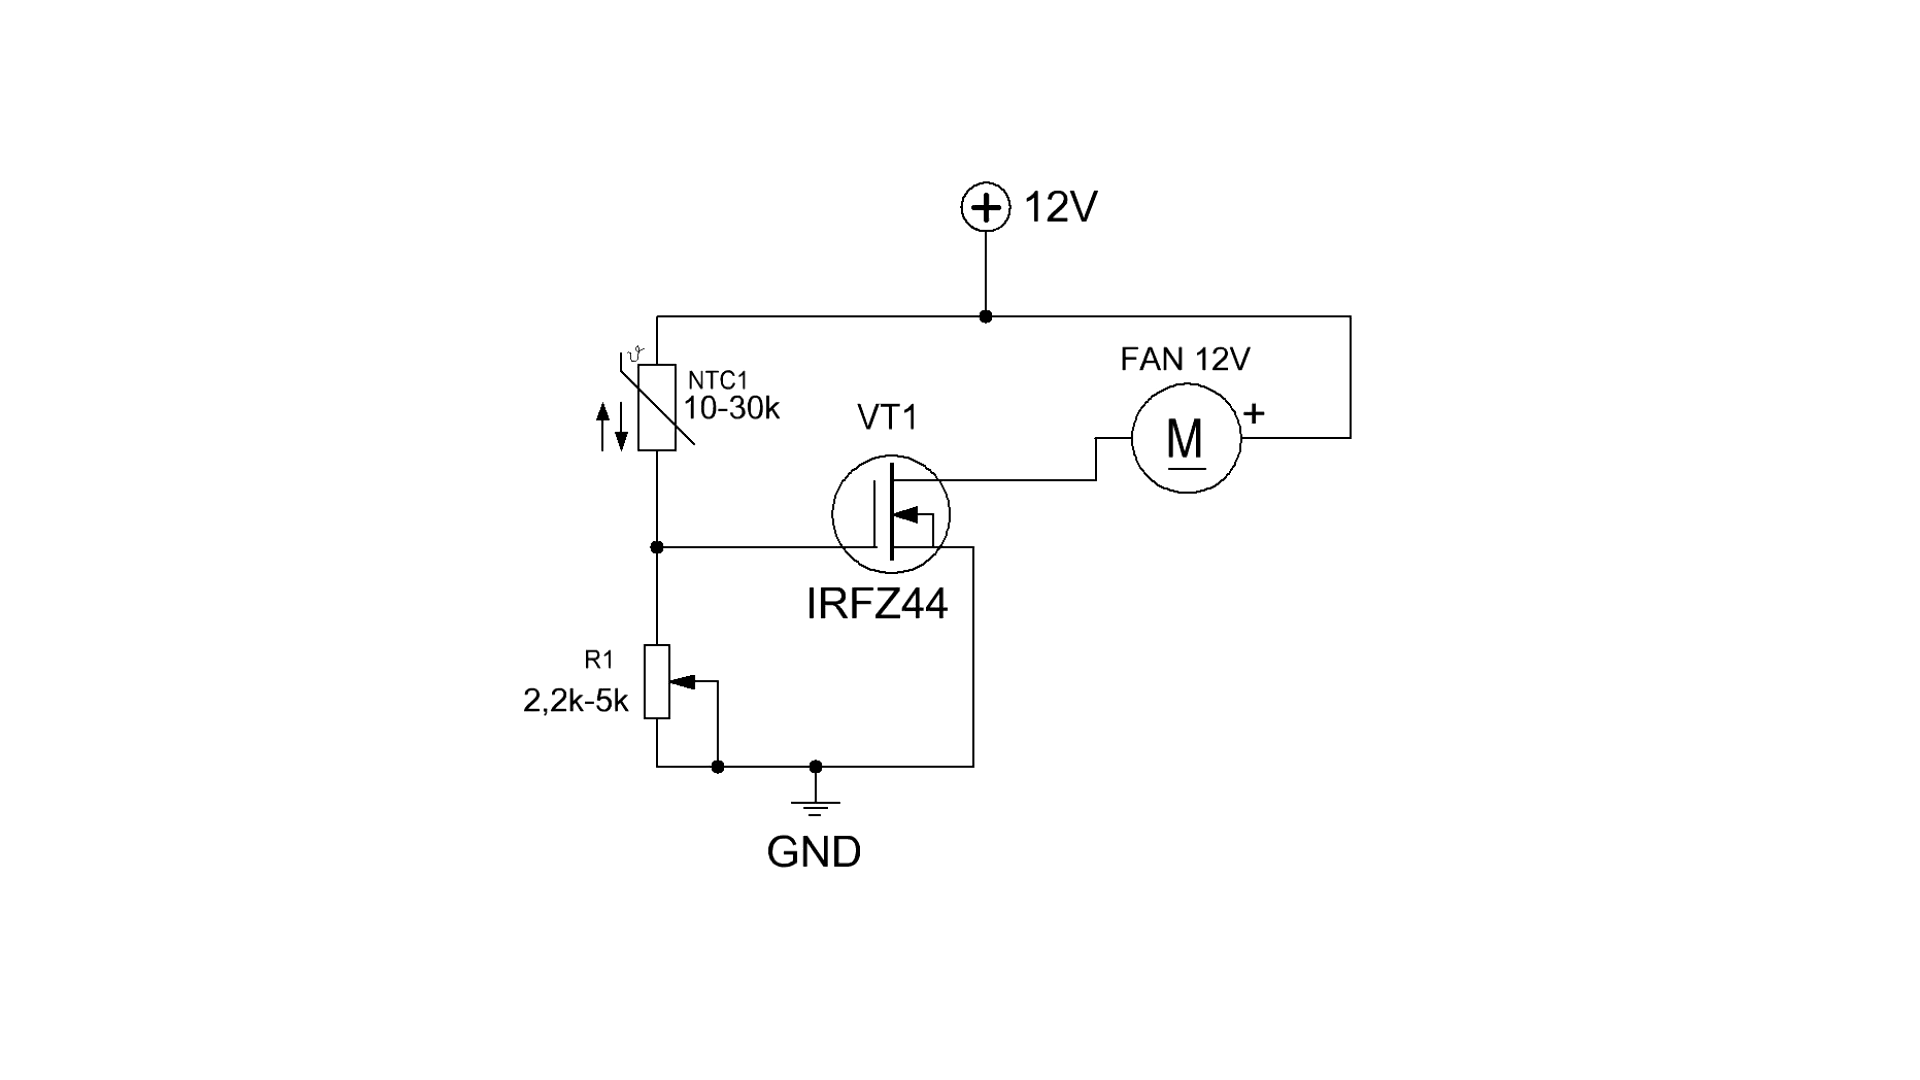 + 12V
FAN 12V
ϑ
NTC1
10-30k
+
VT1
M
IRFZ44
R1
2,2k-5k
GND